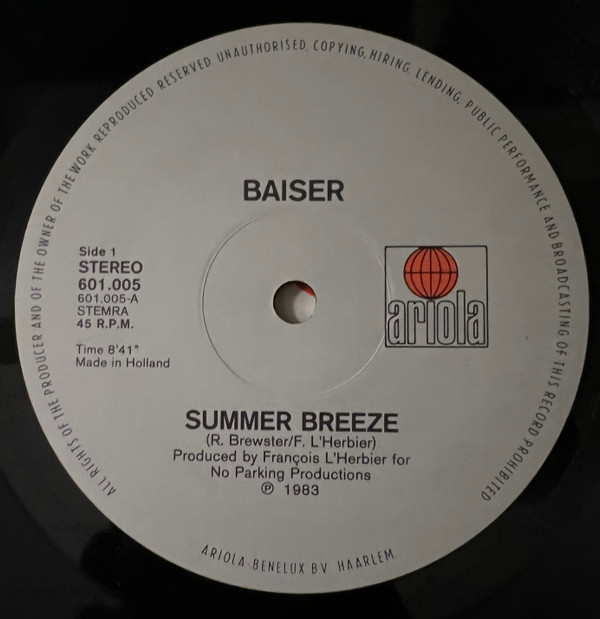 ALL RIGHTS OF THE PRODUCER AND OF THE OWNER OF THE WORK REPRODUCED RESERVED. UNAUTHORISED, COPYING, HIRING, LENDING, PUBLIC PERFORMANCE AND BROADCASTING OF THIS RECORD PROHIBITED
BAISER
Side 1
STEREO
601.005
601.005-A
STEMRA
45 R.P.M.
Time 8'41"
Made in Holland
ariola
SUMMER BREEZE
(R. Brewster/F. L'Herbier)
Produced by François L'Herbier for
No Parking Productions
℗ 1983
ARIOLA-BENELUX BV HAARLEM.